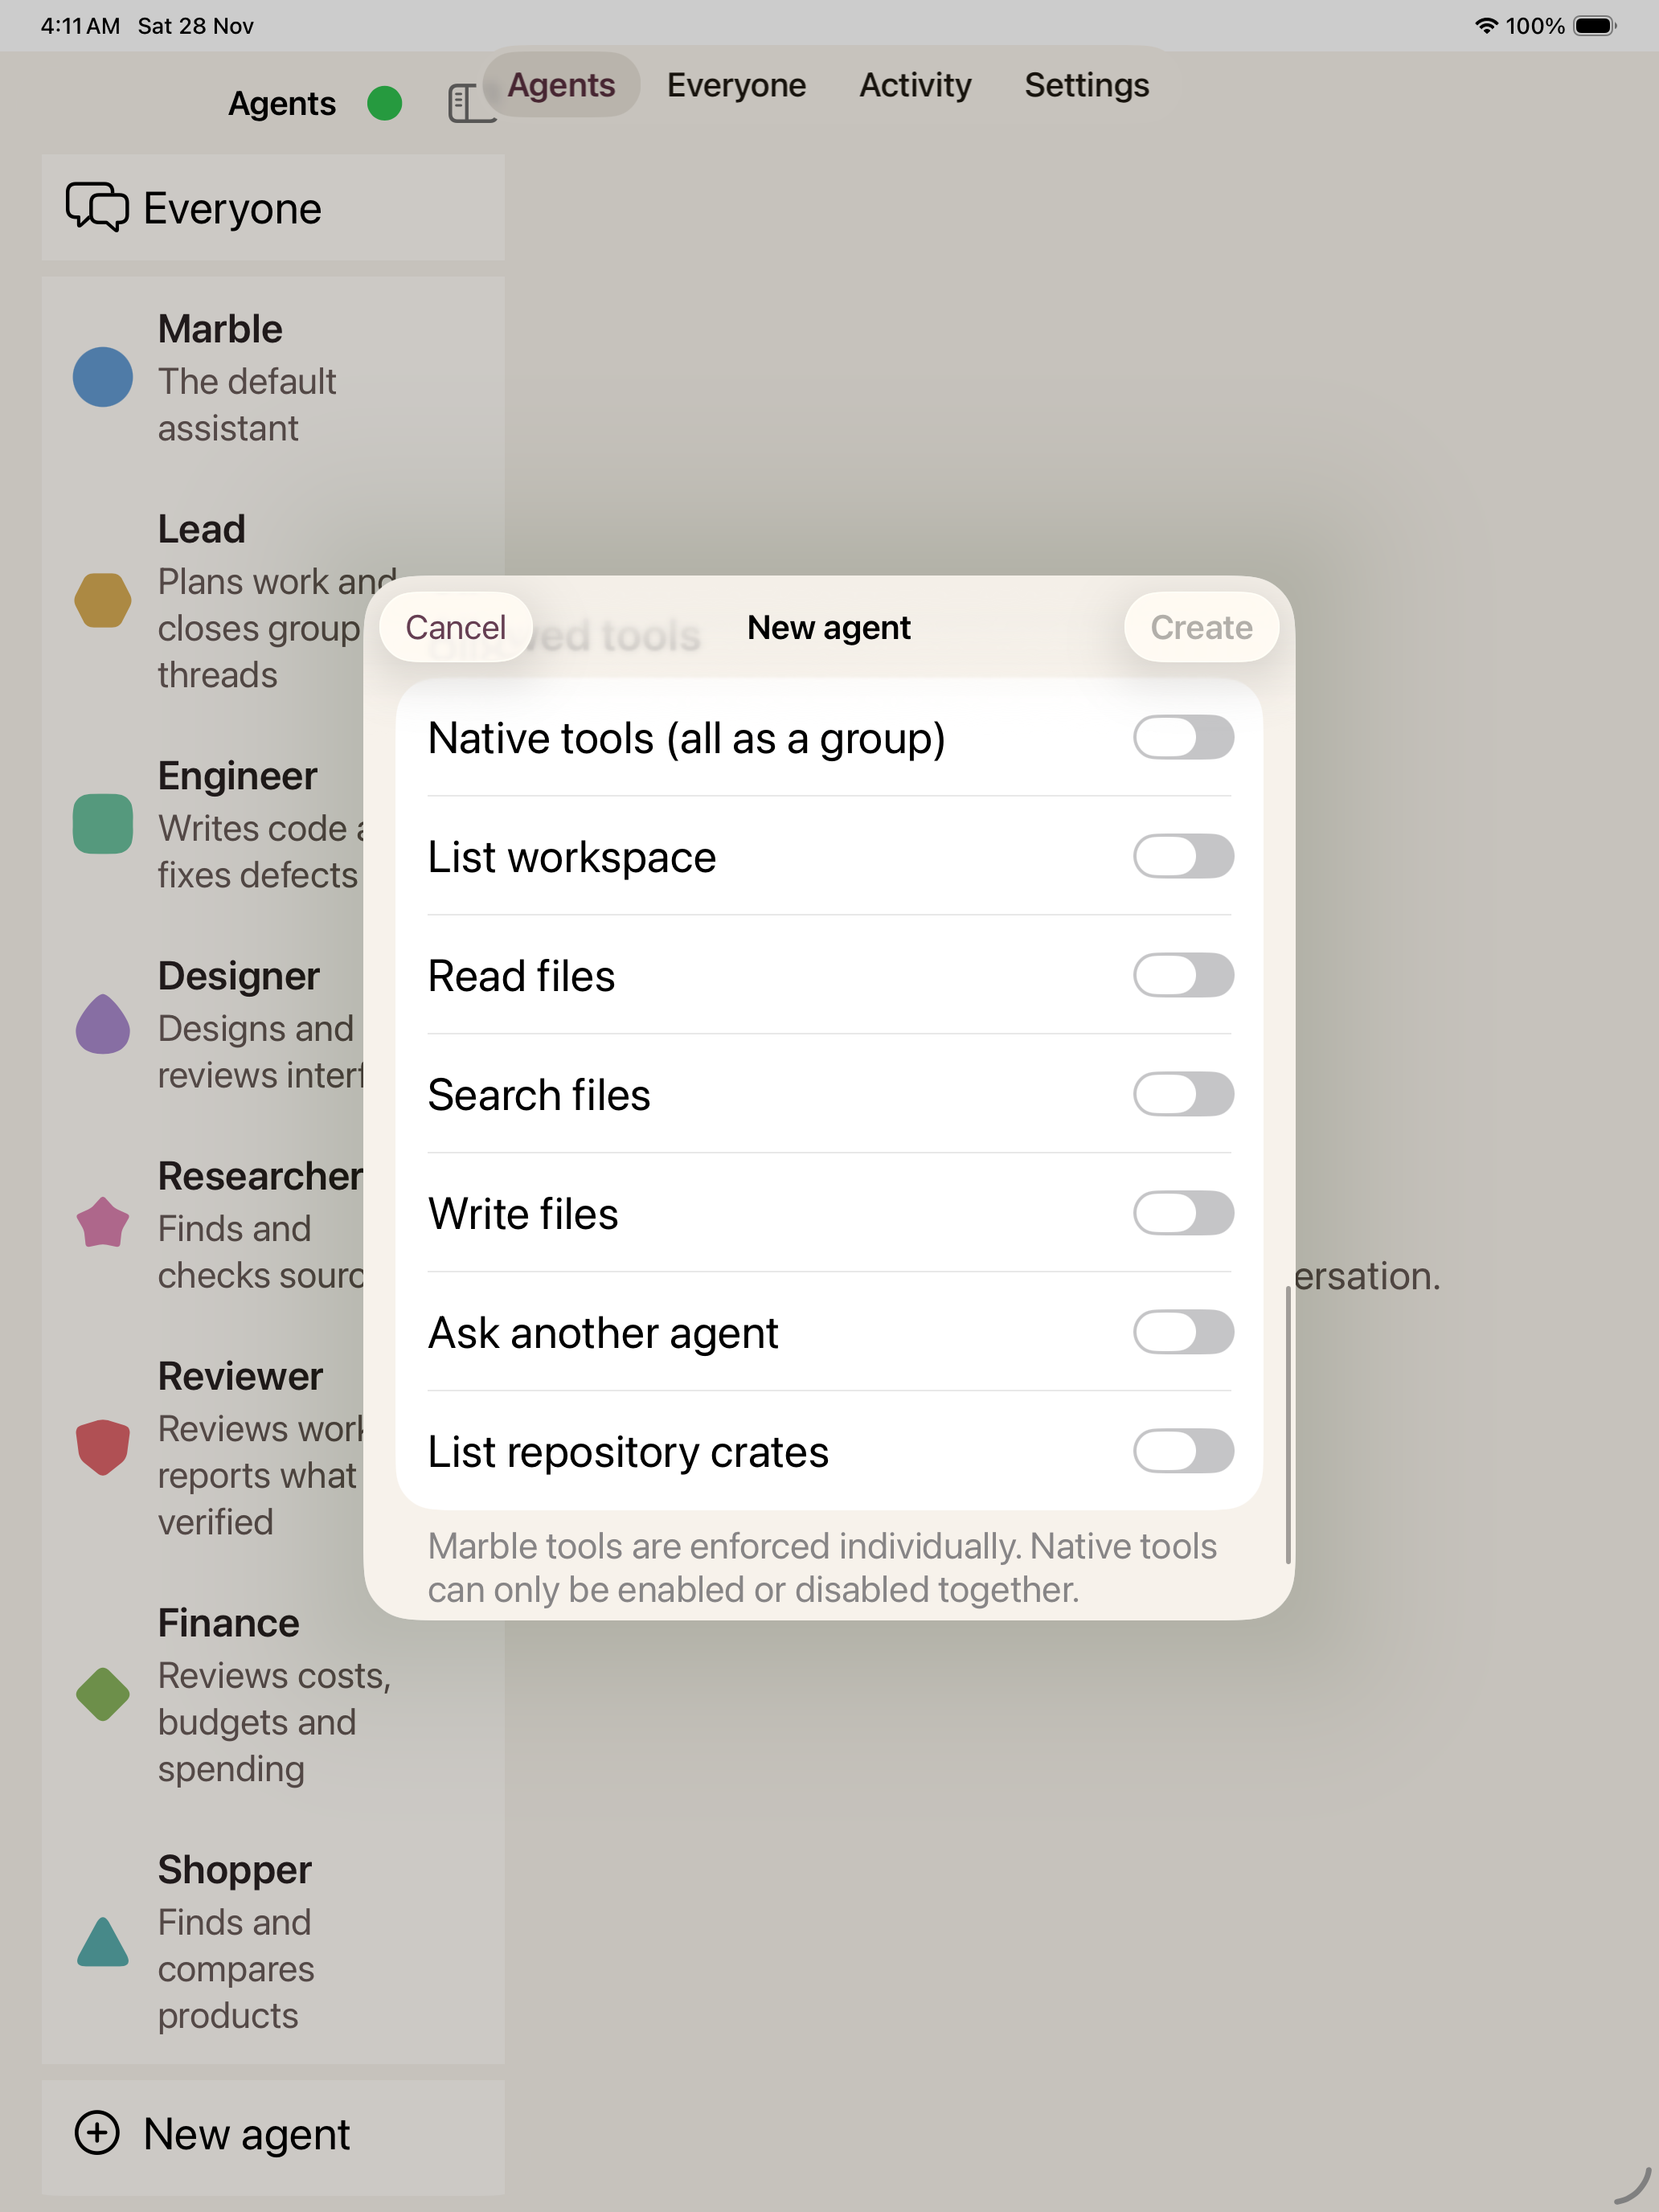 4:11 AM Sat 28 Nov
100%
Agents
Agents Everyone Activity Settings
Everyone
Marble
The default
assistant
Lead
Plans work and
closes group
threads
Engineer
Writes code
fixes defects
Designer
Designs and
reviews
Researcher
Finds and
checks
Reviewer
Reviews
reports what
verified
Finance
Reviews costs,
budgets and
spending
Shopper
Finds and
compares
products
New agent
Cancel New agent Create
tools
Native tools (all as a group)
List workspace
Read files
Search files
Write files
Ask another agent
List repository crates
Marble tools are enforced individually. Native tools
can only be enabled or disabled together.
ersation.